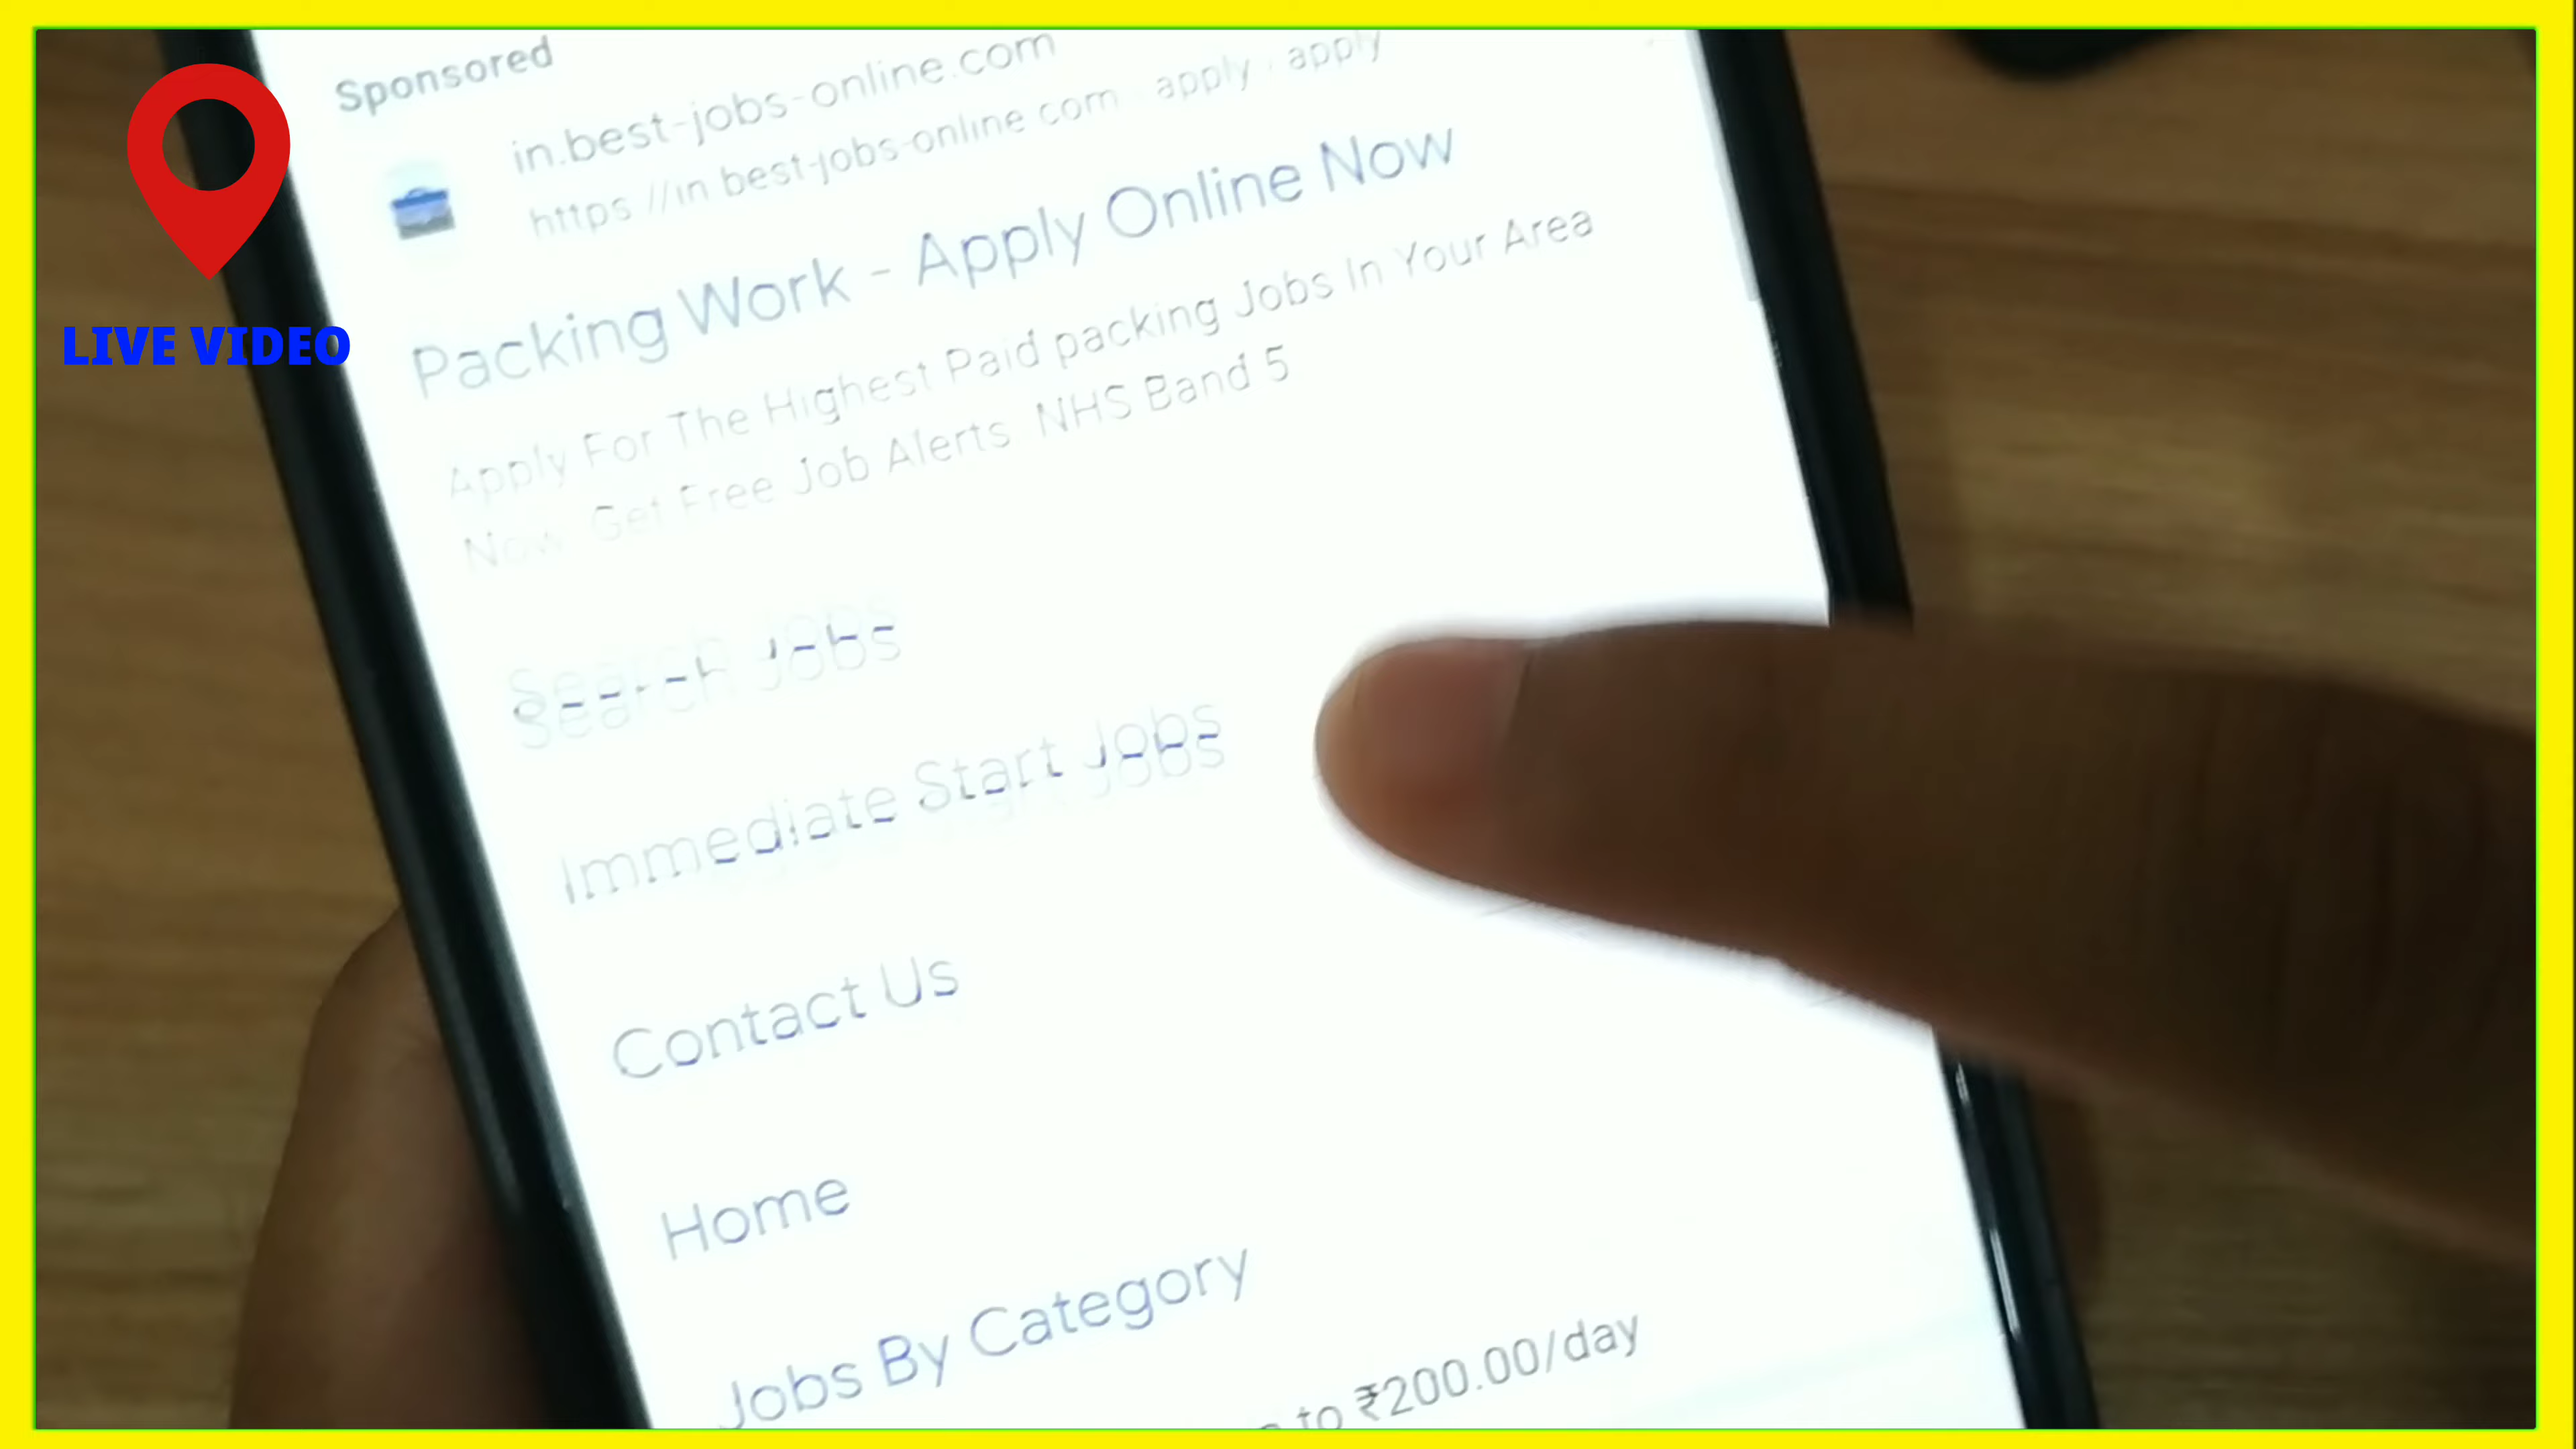 Sponsored
in.best-jobs-online.com
https //in best-jobs-online com · apply · apply
Packing Work - Apply Online Now
Apply For The Highest Paid packing Jobs In Your Area
Now Get Free Job Alerts NHS Band 5
LIVE VIDEO
Search Jobs
Immediate Start Jobs
Contact Us
Home
Jobs By Category
to ₹200.00/day